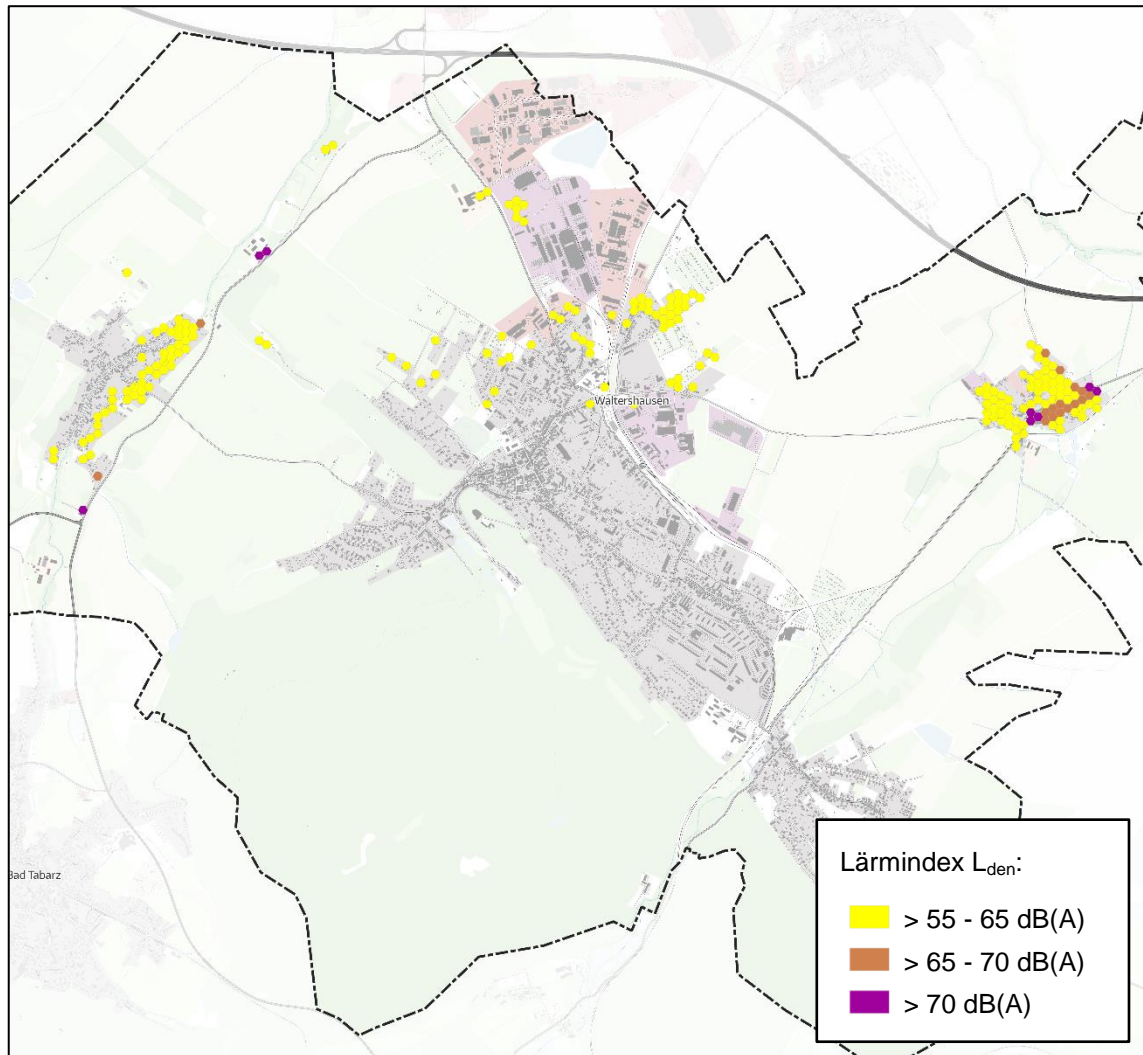 Waltershausen
Bad Tabarz
Lärmindex Lden:
> 55 - 65 dB(A)
> 65 - 70 dB(A)
> 70 dB(A)